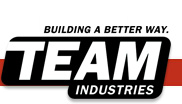 BUILDING A BETTER WAY.
TEAM
INDUSTRIES